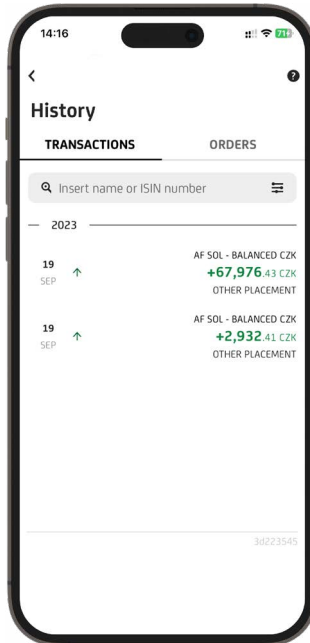 14:16
71
History
TRANSACTIONS
ORDERS
Insert name or ISIN number
2023
19
SEP
AF SOL - BALANCED CZK
+67,976.43 CZK
OTHER PLACEMENT
19
SEP
AF SOL - BALANCED CZK
+2,932.41 CZK
OTHER PLACEMENT
3d223545